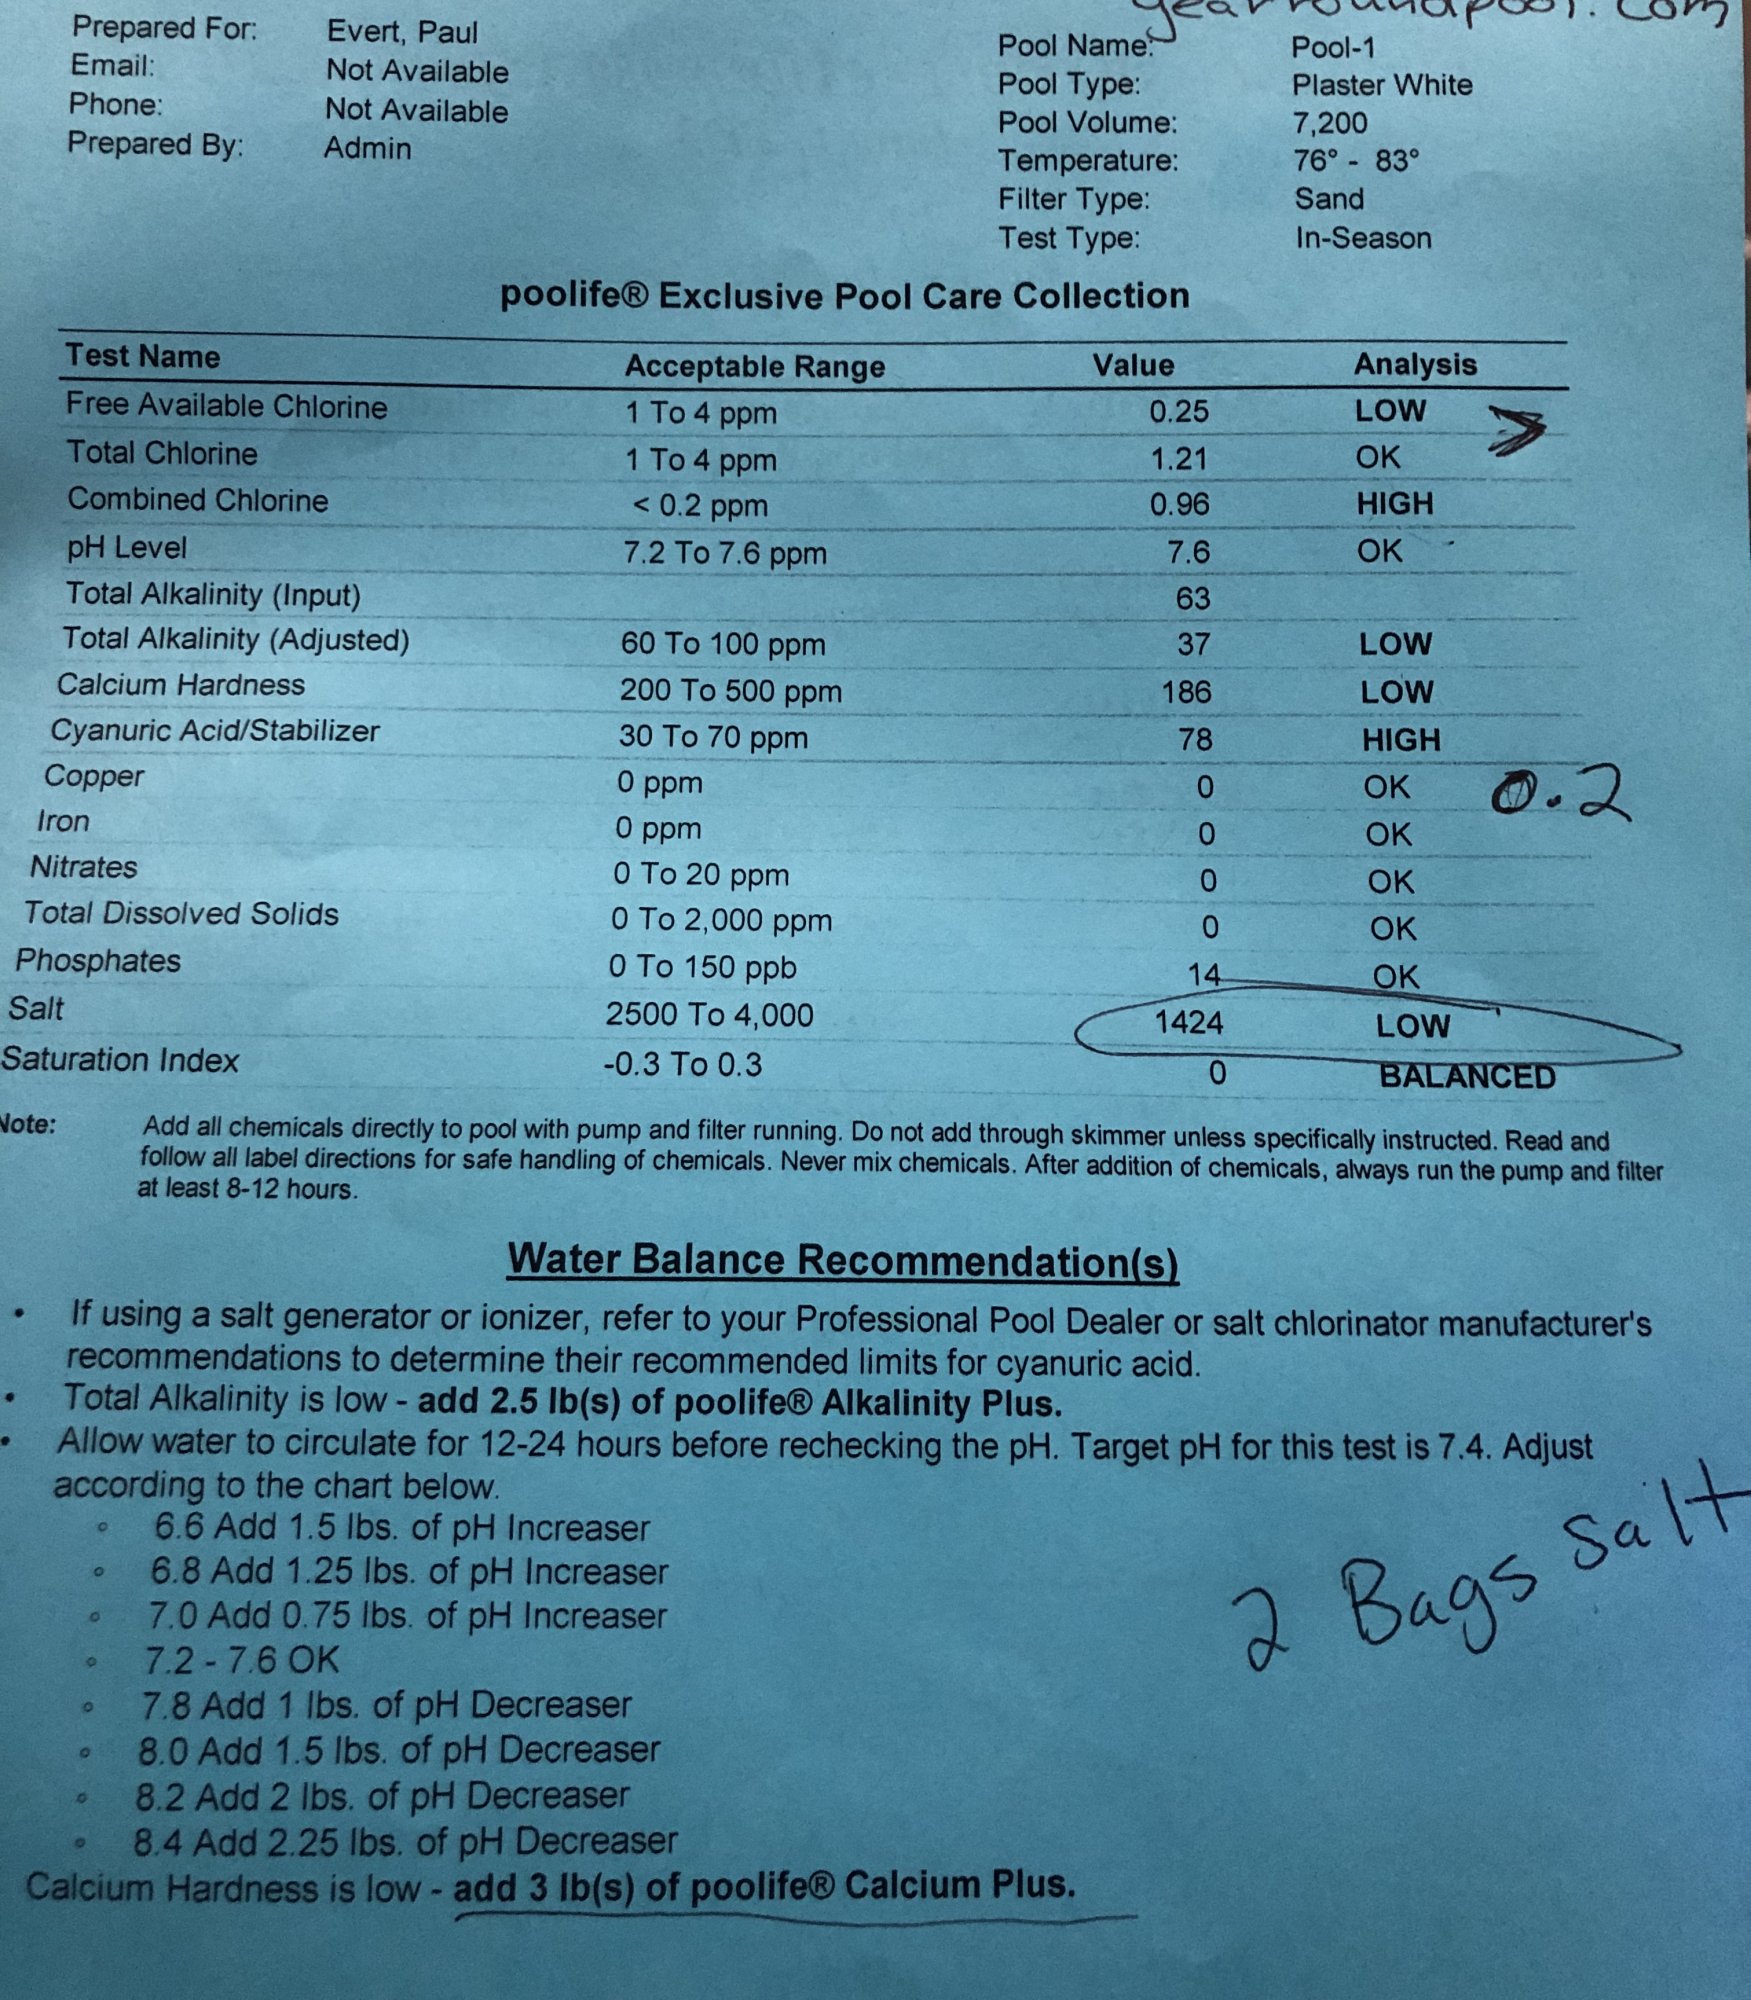 yearroundpool.com
Prepared For: Evert, Paul
Email: Not Available
Phone: Not Available
Prepared By: Admin
Pool Name: Pool-1
Pool Type: Plaster White
Pool Volume: 7,200
Temperature: 76° - 83°
Filter Type: Sand
Test Type: In-Season
poolife® Exclusive Pool Care Collection
Test Name Acceptable Range Value Analysis
Free Available Chlorine 1 To 4 ppm 0.25 LOW
Total Chlorine 1 To 4 ppm 1.21 OK
Combined Chlorine < 0.2 ppm 0.96 HIGH
pH Level 7.2 To 7.6 ppm 7.6 OK
Total Alkalinity (Input) 63
Total Alkalinity (Adjusted) 60 To 100 ppm 37 LOW
Calcium Hardness 200 To 500 ppm 186 LOW
Cyanuric Acid/Stabilizer 30 To 70 ppm 78 HIGH
Copper 0 ppm 0 OK 0.2
Iron 0 ppm 0 OK
Nitrates 0 To 20 ppm 0 OK
Total Dissolved Solids 0 To 2,000 ppm 0 OK
Phosphates 0 To 150 ppb 14 OK
Salt 2500 To 4,000 1424 LOW
Saturation Index -0.3 To 0.3 0 BALANCED
Note: Add all chemicals directly to pool with pump and filter running. Do not add through skimmer unless specifically instructed. Read and
follow all label directions for safe handling of chemicals. Never mix chemicals. After addition of chemicals, always run the pump and filter
at least 8-12 hours.
Water Balance Recommendation(s)
• If using a salt generator or ionizer, refer to your Professional Pool Dealer or salt chlorinator manufacturer's
recommendations to determine their recommended limits for cyanuric acid.
• Total Alkalinity is low - add 2.5 lb(s) of poolife® Alkalinity Plus.
• Allow water to circulate for 12-24 hours before rechecking the pH. Target pH for this test is 7.4. Adjust
according to the chart below.
◦ 6.6 Add 1.5 lbs. of pH Increaser
◦ 6.8 Add 1.25 lbs. of pH Increaser
◦ 7.0 Add 0.75 lbs. of pH Increaser
◦ 7.2 - 7.6 OK
◦ 7.8 Add 1 lbs. of pH Decreaser
◦ 8.0 Add 1.5 lbs. of pH Decreaser
◦ 8.2 Add 2 lbs. of pH Decreaser
◦ 8.4 Add 2.25 lbs. of pH Decreaser
2 Bags salt
Calcium Hardness is low - add 3 lb(s) of poolife® Calcium Plus.